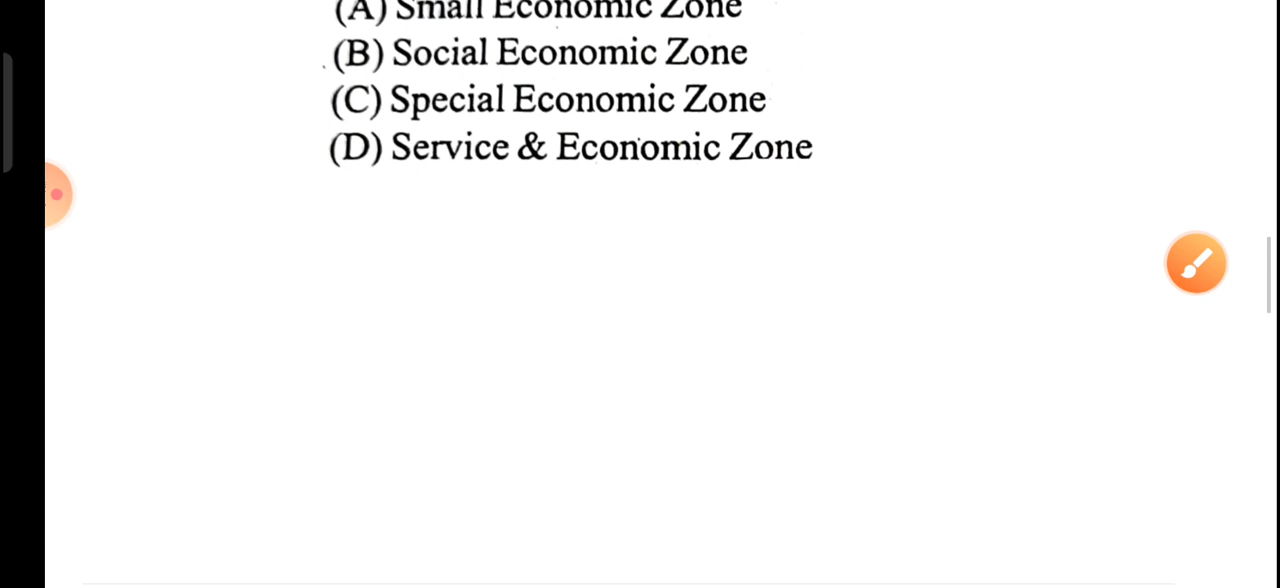 (A) Small Economic Zone
(B) Social Economic Zone
(C) Special Economic Zone
(D) Service & Economic Zone